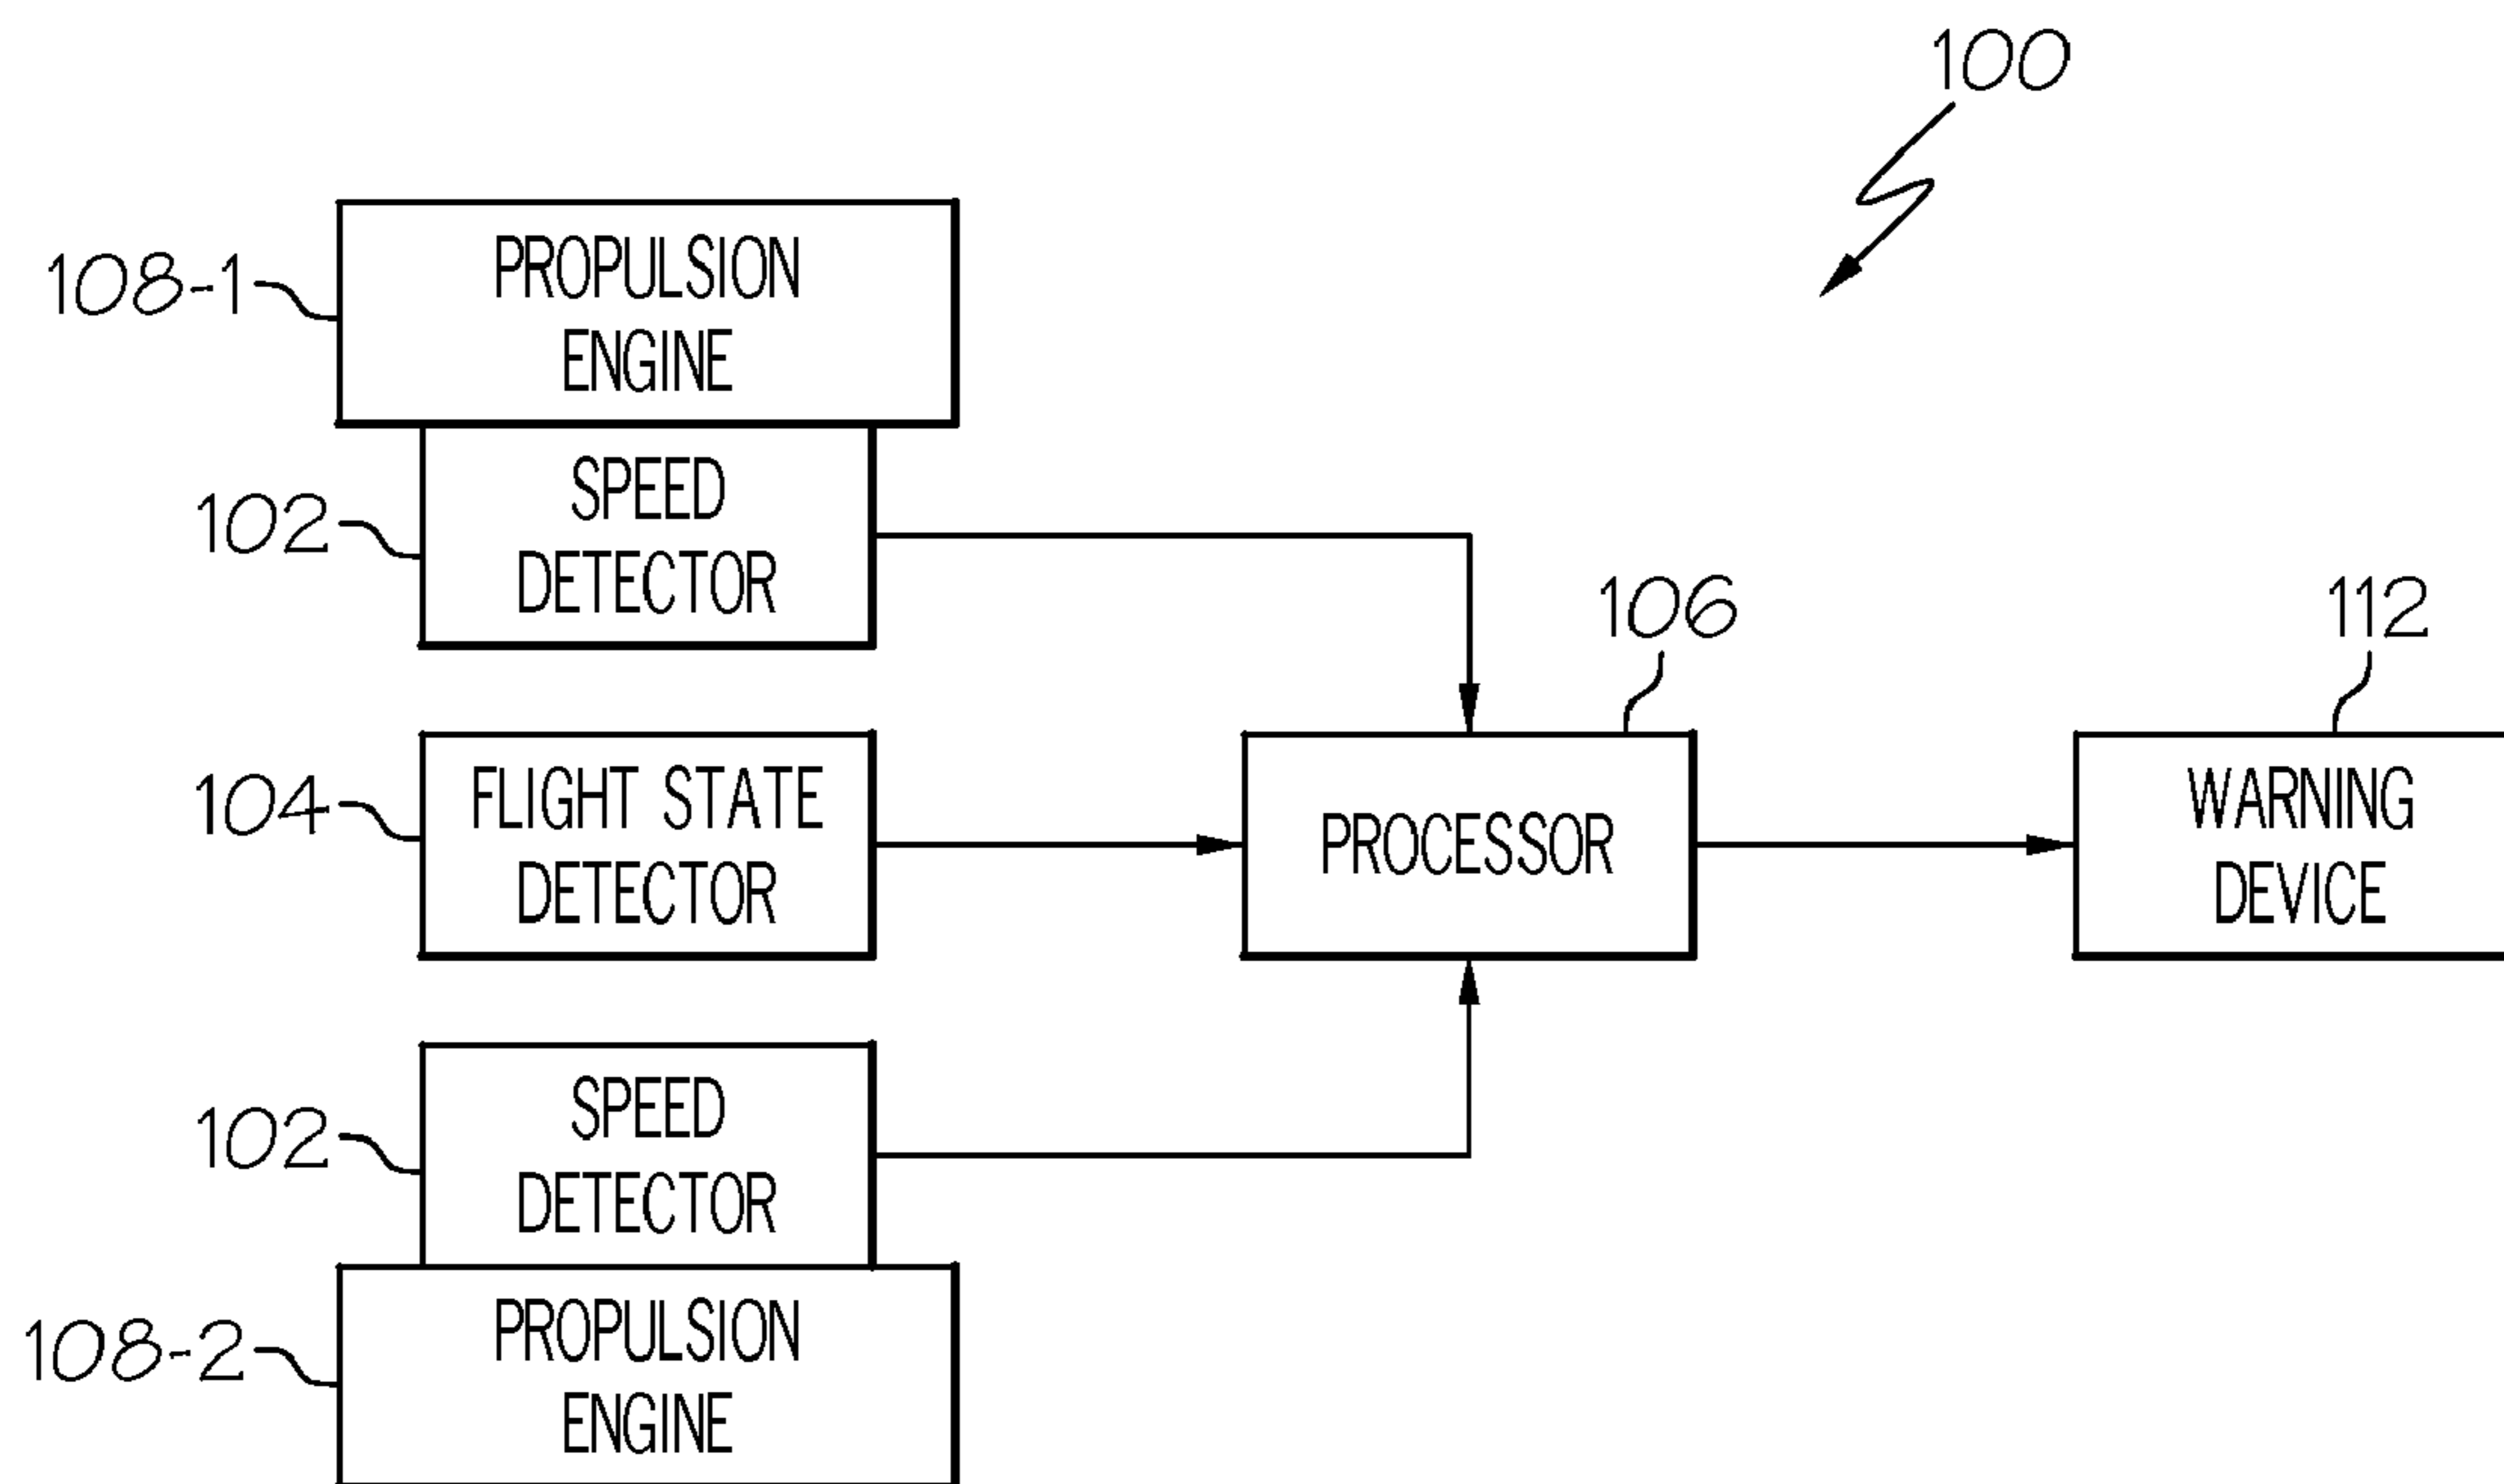 100
108-1
PROPULSION
ENGINE
102
SPEED
DETECTOR
106
112
104
FLIGHT STATE
DETECTOR
PROCESSOR
WARNING
DEVICE
102
SPEED
DETECTOR
108-2
PROPULSION
ENGINE